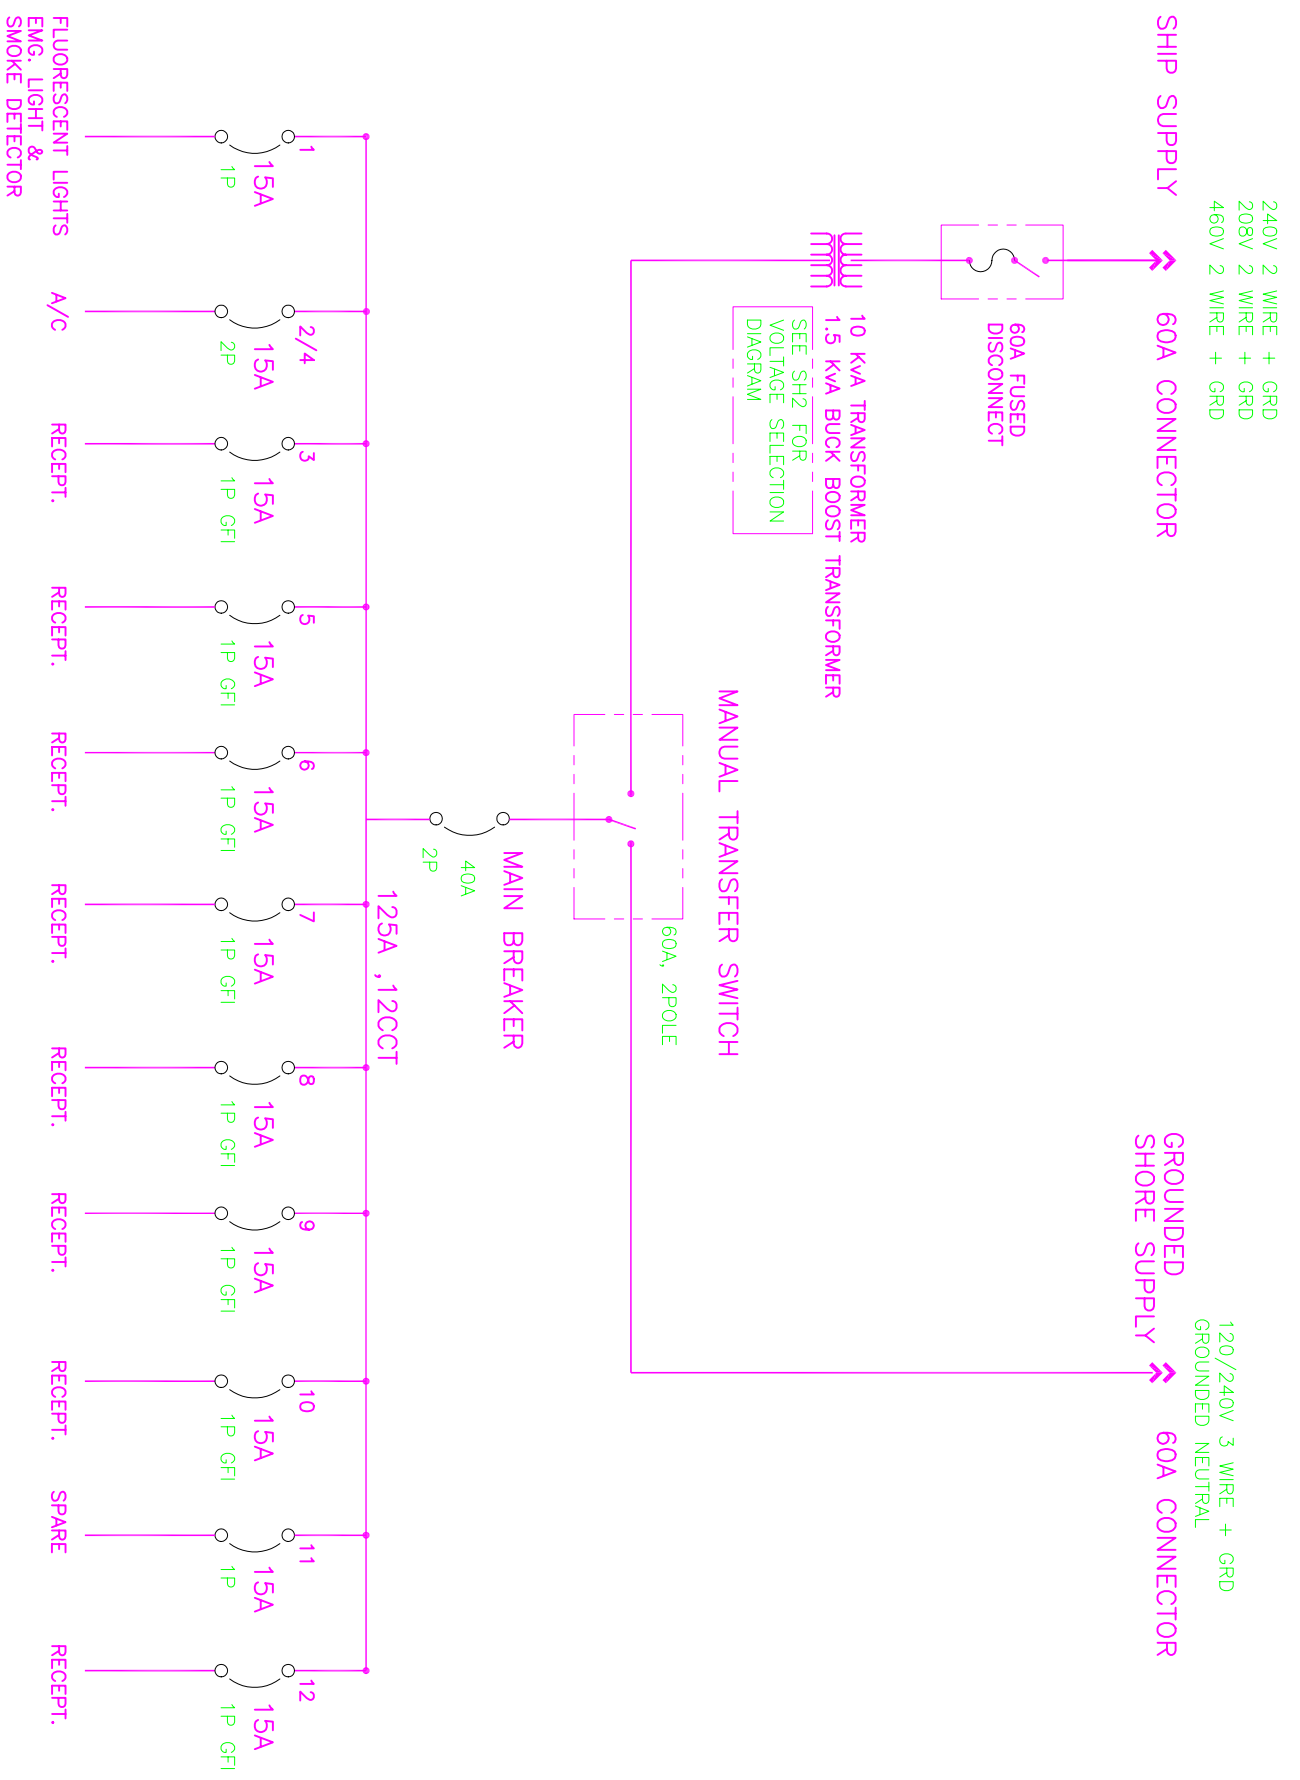 240V 2 WIRE + GRD
208V 2 WIRE + GRD
460V 2 WIRE + GRD
SHIP SUPPLY
60A CONNECTOR
120/240V 3 WIRE + GRD
GROUNDED NEUTRAL
GROUNDED
SHORE SUPPLY
60A CONNECTOR
60A FUSED
DISCONNECT
10 KvA TRANSFORMER
1.5 KvA BUCK BOOST TRANSFORMER
SEE SH2 FOR
VOLTAGE SELECTION
DIAGRAM
MANUAL TRANSFER SWITCH
60A, 2POLE
MAIN BREAKER
40A
2P
125A ,12CCT
1
15A
1P
FLUORESCENT LIGHTS
EMG. LIGHT &
SMOKE DETECTOR
2/4
15A
2P
A/C
3
15A
1P GFI
RECEPT.
5
15A
1P GFI
RECEPT.
6
15A
1P GFI
RECEPT.
7
15A
1P GFI
RECEPT.
8
15A
1P GFI
RECEPT.
9
15A
1P GFI
RECEPT.
10
15A
1P GFI
RECEPT.
11
15A
1P
SPARE
12
15A
1P GFI
RECEPT.